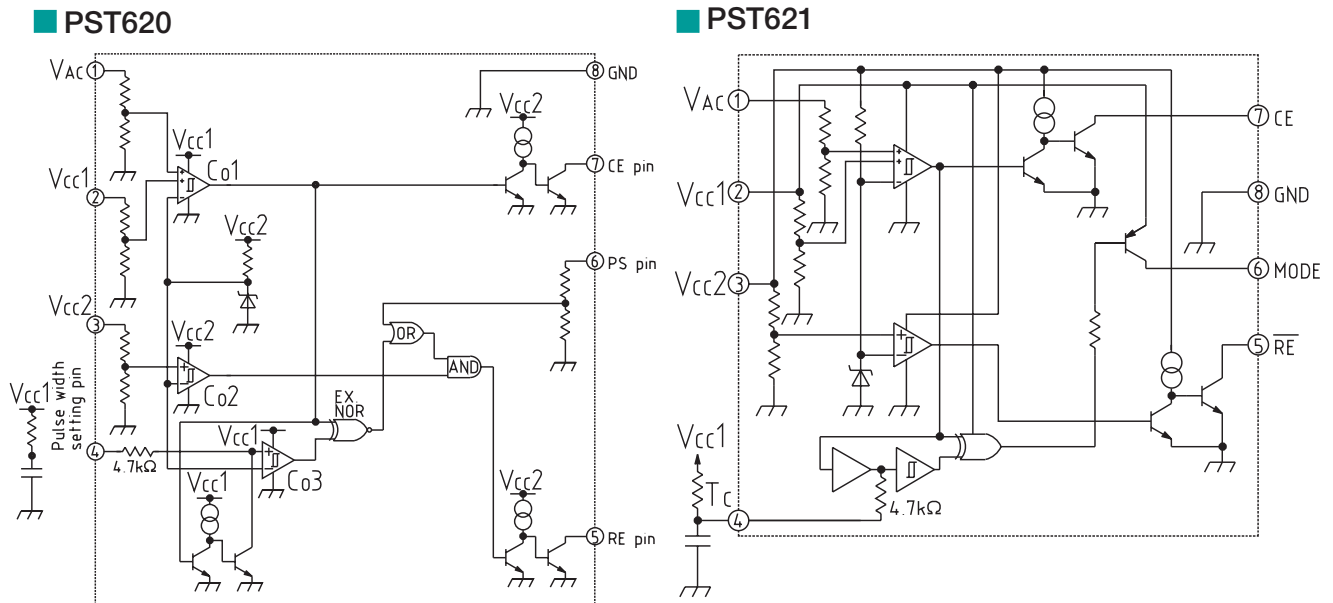 PST620
VAC 1
8 GND
Vcc2
Vcc1
Co1
7 CE pin
Vcc1
2
Vcc2
6 PS pin
Vcc2
3
Vcc2
OR
AND
Co2
EX.
NOR
Vcc1
Pulse width
setting pin
4
4.7kΩ
Vcc1
Co3
Vcc1
Vcc2
5 RE pin
PST621
VAC 1
7 CE
Vcc1 2
8 GND
6 MODE
Vcc2 3
5 RE
Vcc1
Tc
4
4.7kΩ